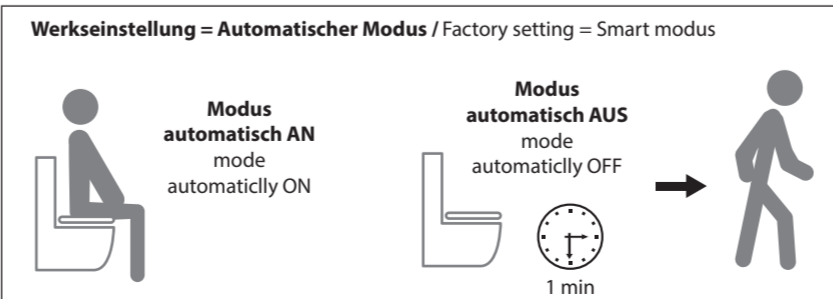 Werkseinstellung = Automatischer Modus / Factory setting = Smart modus
Modus
automatisch AN
mode
automaticlly ON
Modus
automatisch AUS
mode
automaticlly OFF
1 min